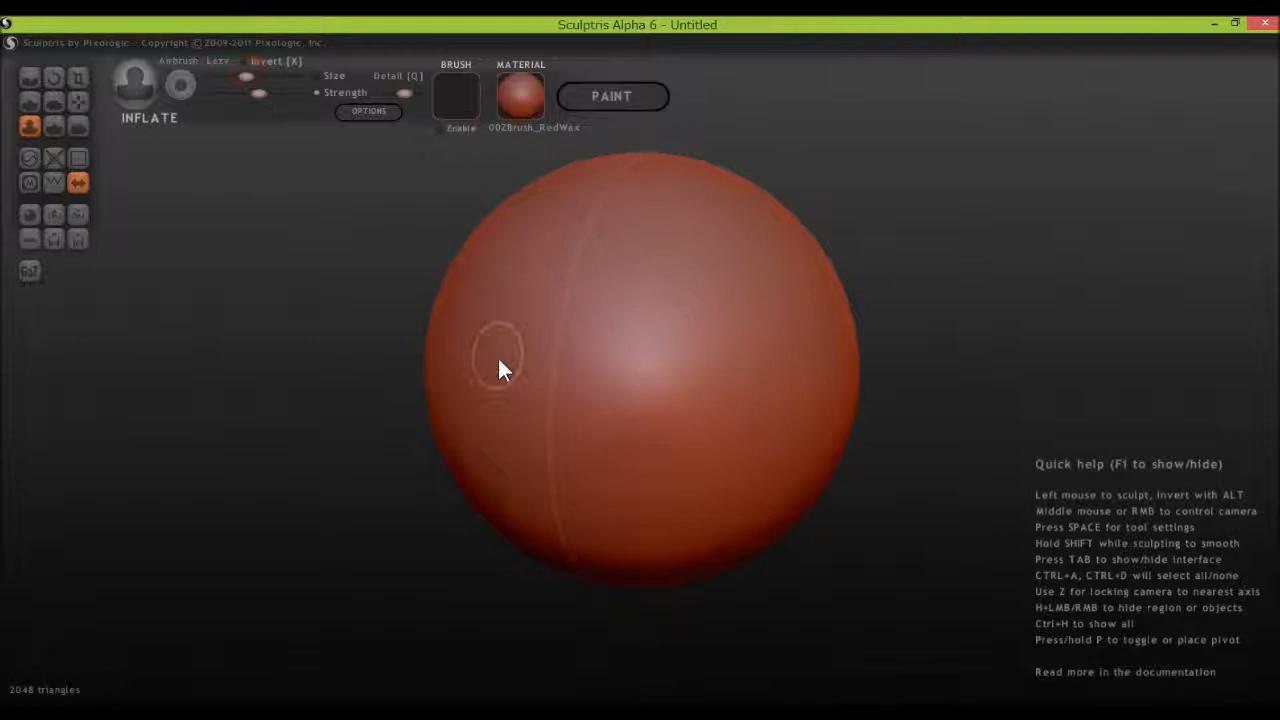 Sculptris Alpha 6 - Untitled
Sculptris by Pixologic - Copyright © 2009-2011 Pixologic, Inc.
Airbrush Lazy Invert [X]
Size Detail [Q]
Strength
OPTIONS
INFLATE
BRUSH
Enable
MATERIAL
00ZBrush_RedWax
PAINT
GoZ
Quick help (F1 to show/hide)
Left mouse to sculpt, invert with ALT
Middle mouse or RMB to control camera
Press SPACE for tool settings
Hold SHIFT while sculpting to smooth
Press TAB to show/hide interface
CTRL+A, CTRL+D will select all/none
Use Z for locking camera to nearest axis
H+LMB/RMB to hide region or objects
Ctrl+H to show all
Press/hold P to toggle or place pivot
Read more in the documentation
2048 triangles